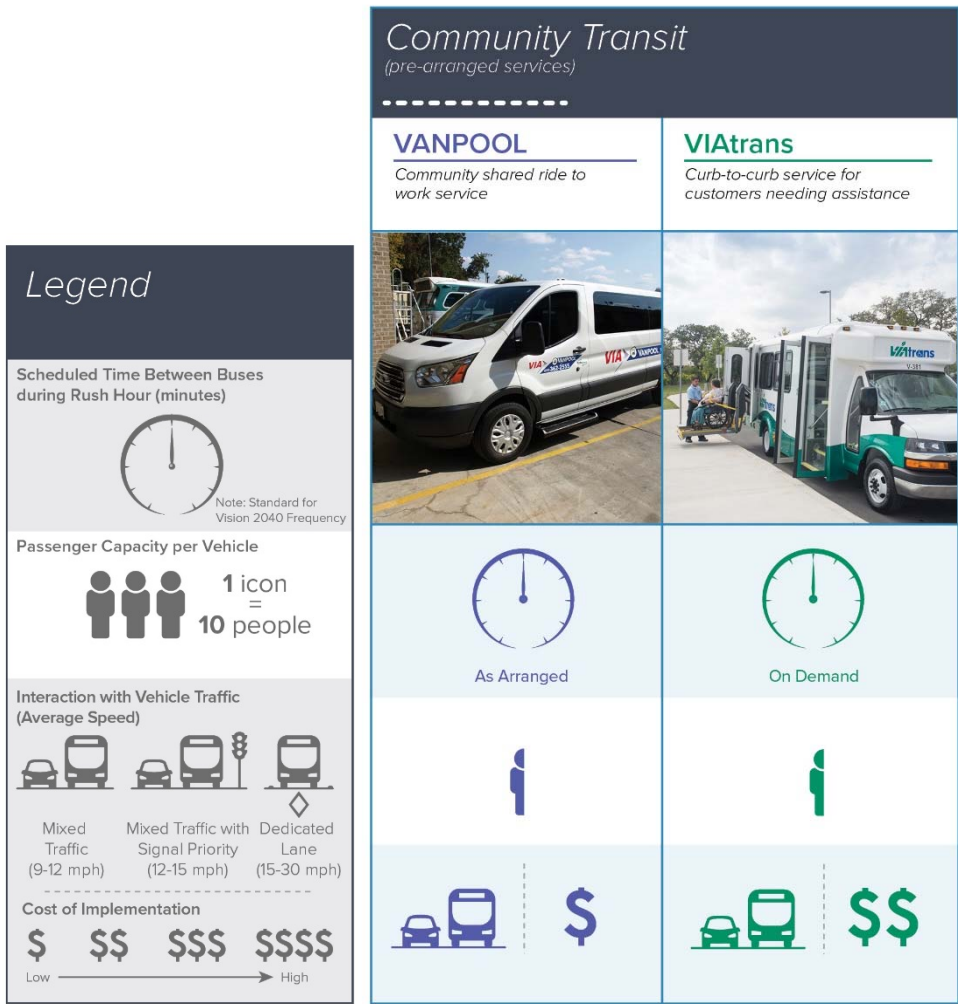 Community Transit
(pre-arranged services)
VANPOOL
Community shared ride to
work service
VIAtrans
Curb-to-curb service for
customers needing assistance
VIA
VANPOOL
VIA
VANPOOL
VIAtrans
V-381
VIAtrans
As Arranged
On Demand
$
$$
Legend
Scheduled Time Between Buses
during Rush Hour (minutes)
Note: Standard for
Vision 2040 Frequency
Passenger Capacity per Vehicle
1 icon
=
10 people
Interaction with Vehicle Traffic
(Average Speed)
Mixed
Traffic
(9-12 mph)
Mixed Traffic with
Signal Priority
(12-15 mph)
Dedicated
Lane
(15-30 mph)
Cost of Implementation
$ $$ $$$ $$$$
Low
High